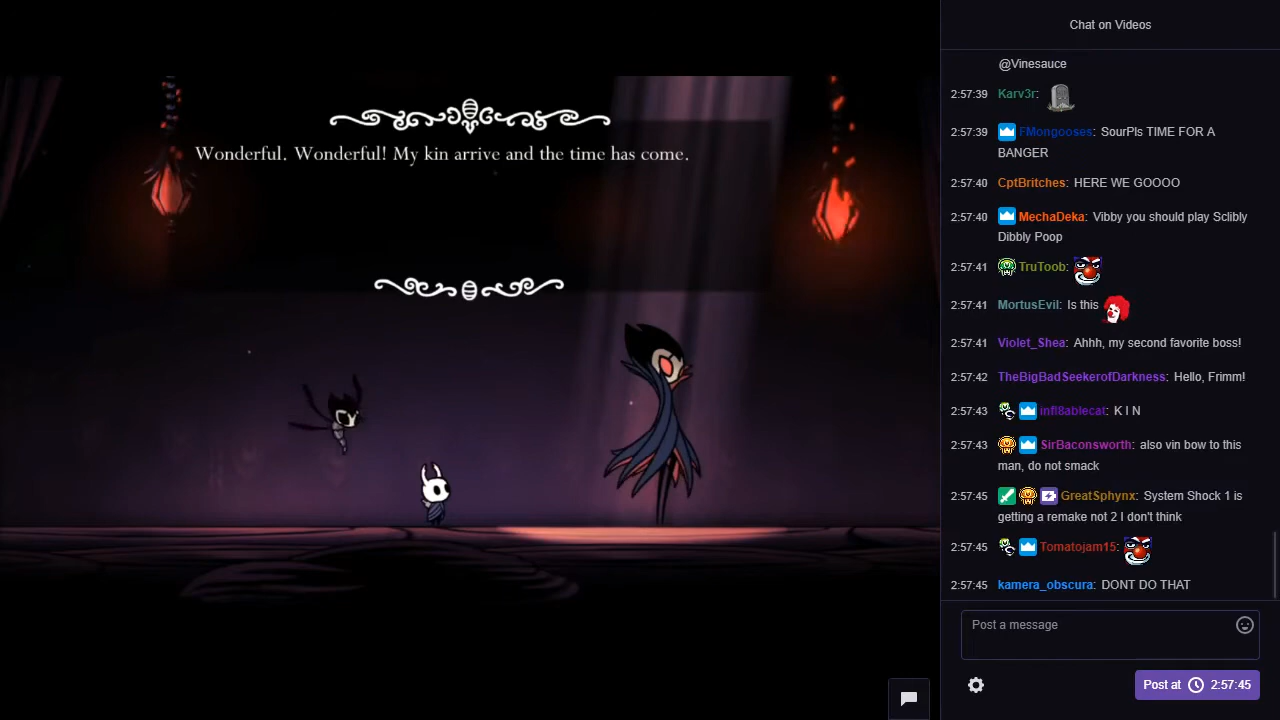 Wonderful. Wonderful! My kin arrive and the time has come.
Chat on Videos
@Vinesauce
2:57:39 Karv3r:
2:57:39 FMongooses: SourPls TIME FOR A
BANGER
2:57:40 CptBritches: HERE WE GOOOO
2:57:40 MechaDeka: Vibby you should play Sclibly
Dibbly Poop
2:57:41 TruToob:
2:57:41 MortusEvil: Is this
2:57:41 Violet_Shea: Ahhh, my second favorite boss!
2:57:42 TheBigBadSeekerofDarkness: Hello, Frimm!
2:57:43 infl8ablecat: K I N
2:57:43 SirBaconsworth: also vin bow to this
man, do not smack
2:57:45 GreatSphynx: System Shock 1 is
getting a remake not 2 I don't think
2:57:45 Tomatojam15:
2:57:45 kamera_obscura: DONT DO THAT
Post a message
Post at 2:57:45